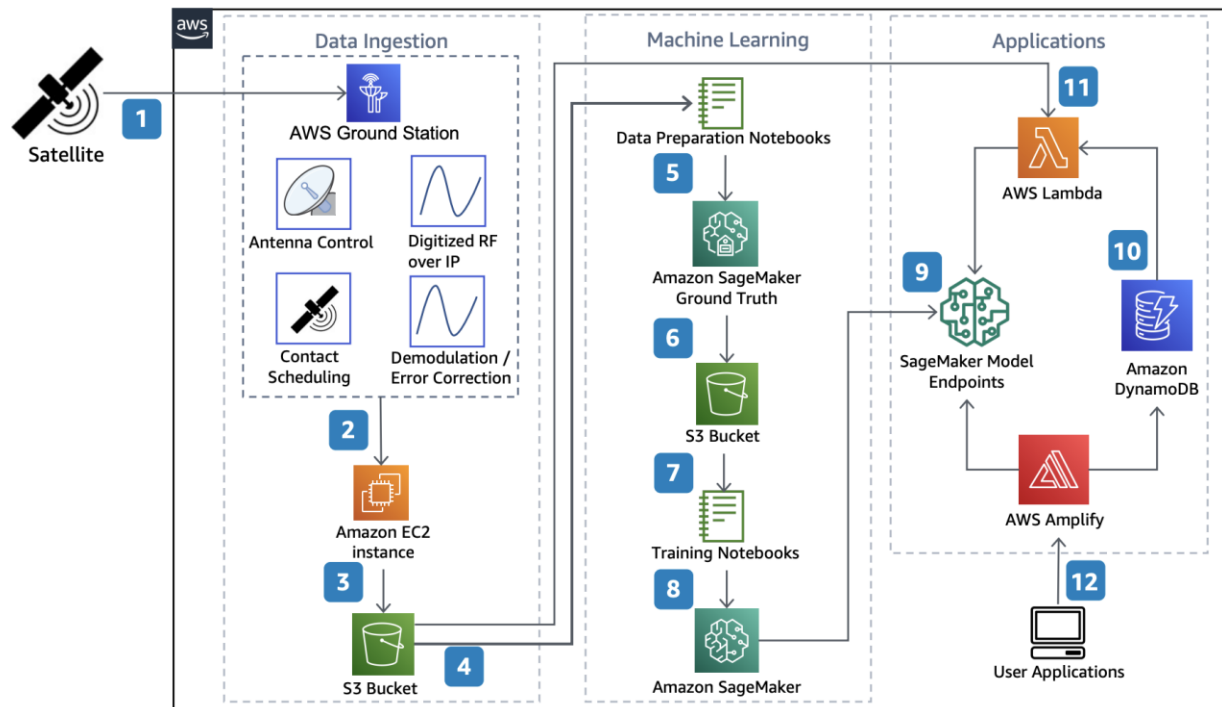 aws
Data Ingestion
Machine Learning
Applications
1
Satellite
AWS Ground Station
Antenna Control
Digitized RF
over IP
Contact
Scheduling
Demodulation /
Error Correction
2
Amazon EC2
instance
3
S3 Bucket
4
Data Preparation Notebooks
5
Amazon SageMaker
Ground Truth
6
S3 Bucket
7
Training Notebooks
8
Amazon SageMaker
11
AWS Lambda
9
10
SageMaker Model
Endpoints
Amazon
DynamoDB
AWS Amplify
12
User Applications